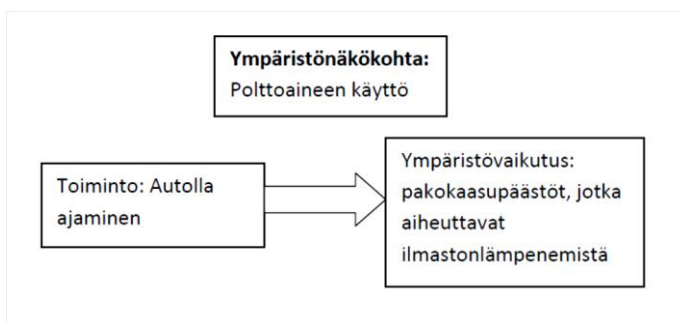 Ympäristönäkökohta:
Polttoaineen käyttö
Toiminto: Autolla
ajaminen
Ympäristövaikutus:
pakokaasupäästöt, jotka
aiheuttavat
ilmastonlämpenemistä